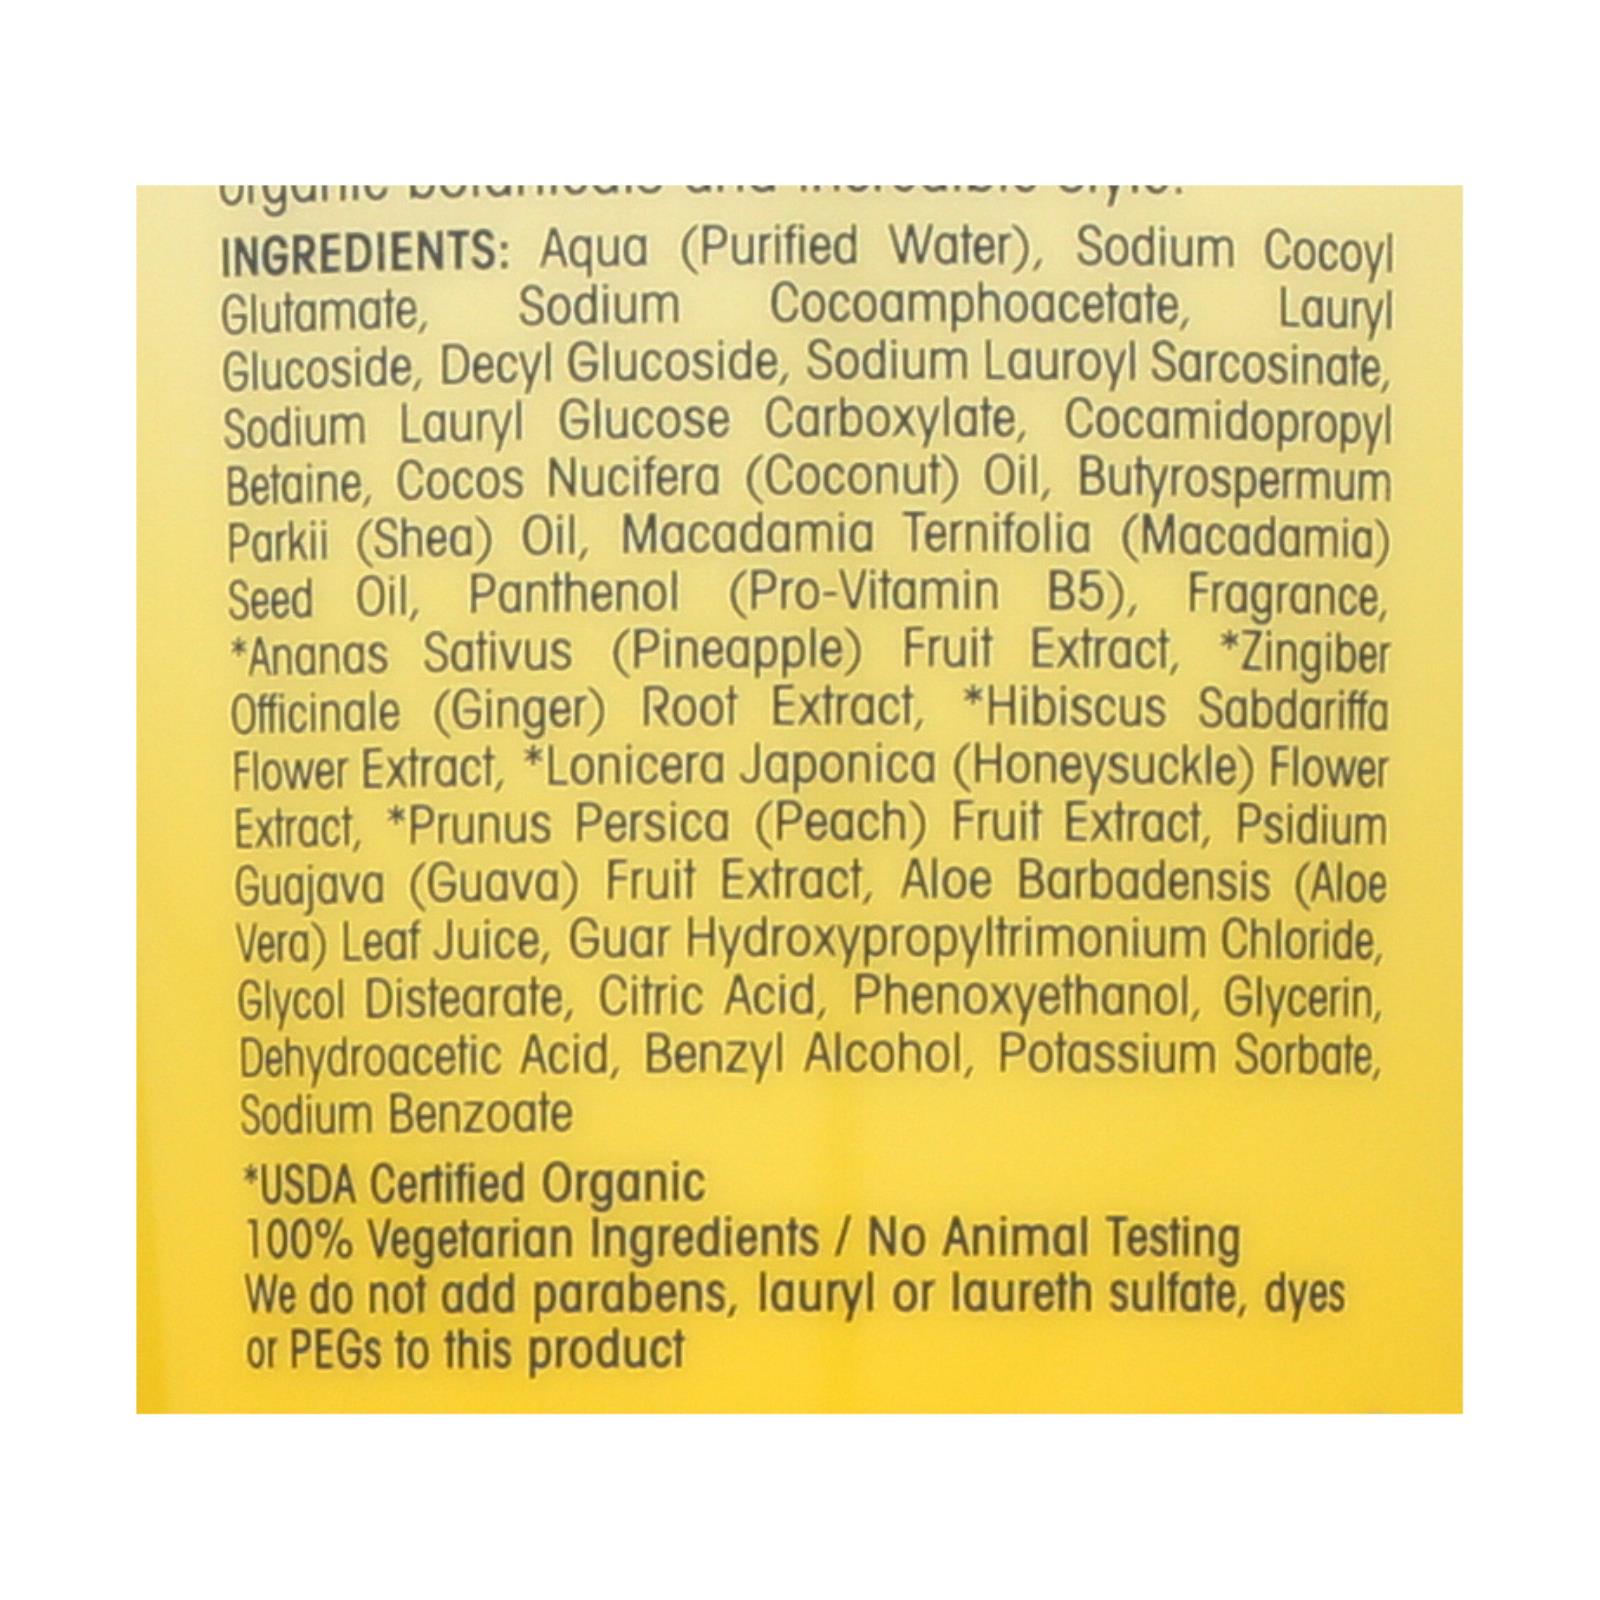 organic botanicals and incredible style.
INGREDIENTS: Aqua (Purified Water), Sodium Cocoyl
Glutamate, Sodium Cocoamphoacetate, Lauryl
Glucoside, Decyl Glucoside, Sodium Lauroyl Sarcosinate,
Sodium Lauryl Glucose Carboxylate, Cocamidopropyl
Betaine, Cocos Nucifera (Coconut) Oil, Butyrospermum
Parkii (Shea) Oil, Macadamia Ternifolia (Macadamia)
Seed Oil, Panthenol (Pro-Vitamin B5), Fragrance,
*Ananas Sativus (Pineapple) Fruit Extract, *Zingiber
Officinale (Ginger) Root Extract, *Hibiscus Sabdariffa
Flower Extract, *Lonicera Japonica (Honeysuckle) Flower
Extract, *Prunus Persica (Peach) Fruit Extract, Psidium
Guajava (Guava) Fruit Extract, Aloe Barbadensis (Aloe
Vera) Leaf Juice, Guar Hydroxypropyltrimonium Chloride,
Glycol Distearate, Citric Acid, Phenoxyethanol, Glycerin,
Dehydroacetic Acid, Benzyl Alcohol, Potassium Sorbate,
Sodium Benzoate
*USDA Certified Organic
100% Vegetarian Ingredients / No Animal Testing
We do not add parabens, lauryl or laureth sulfate, dyes
or PEGs to this product